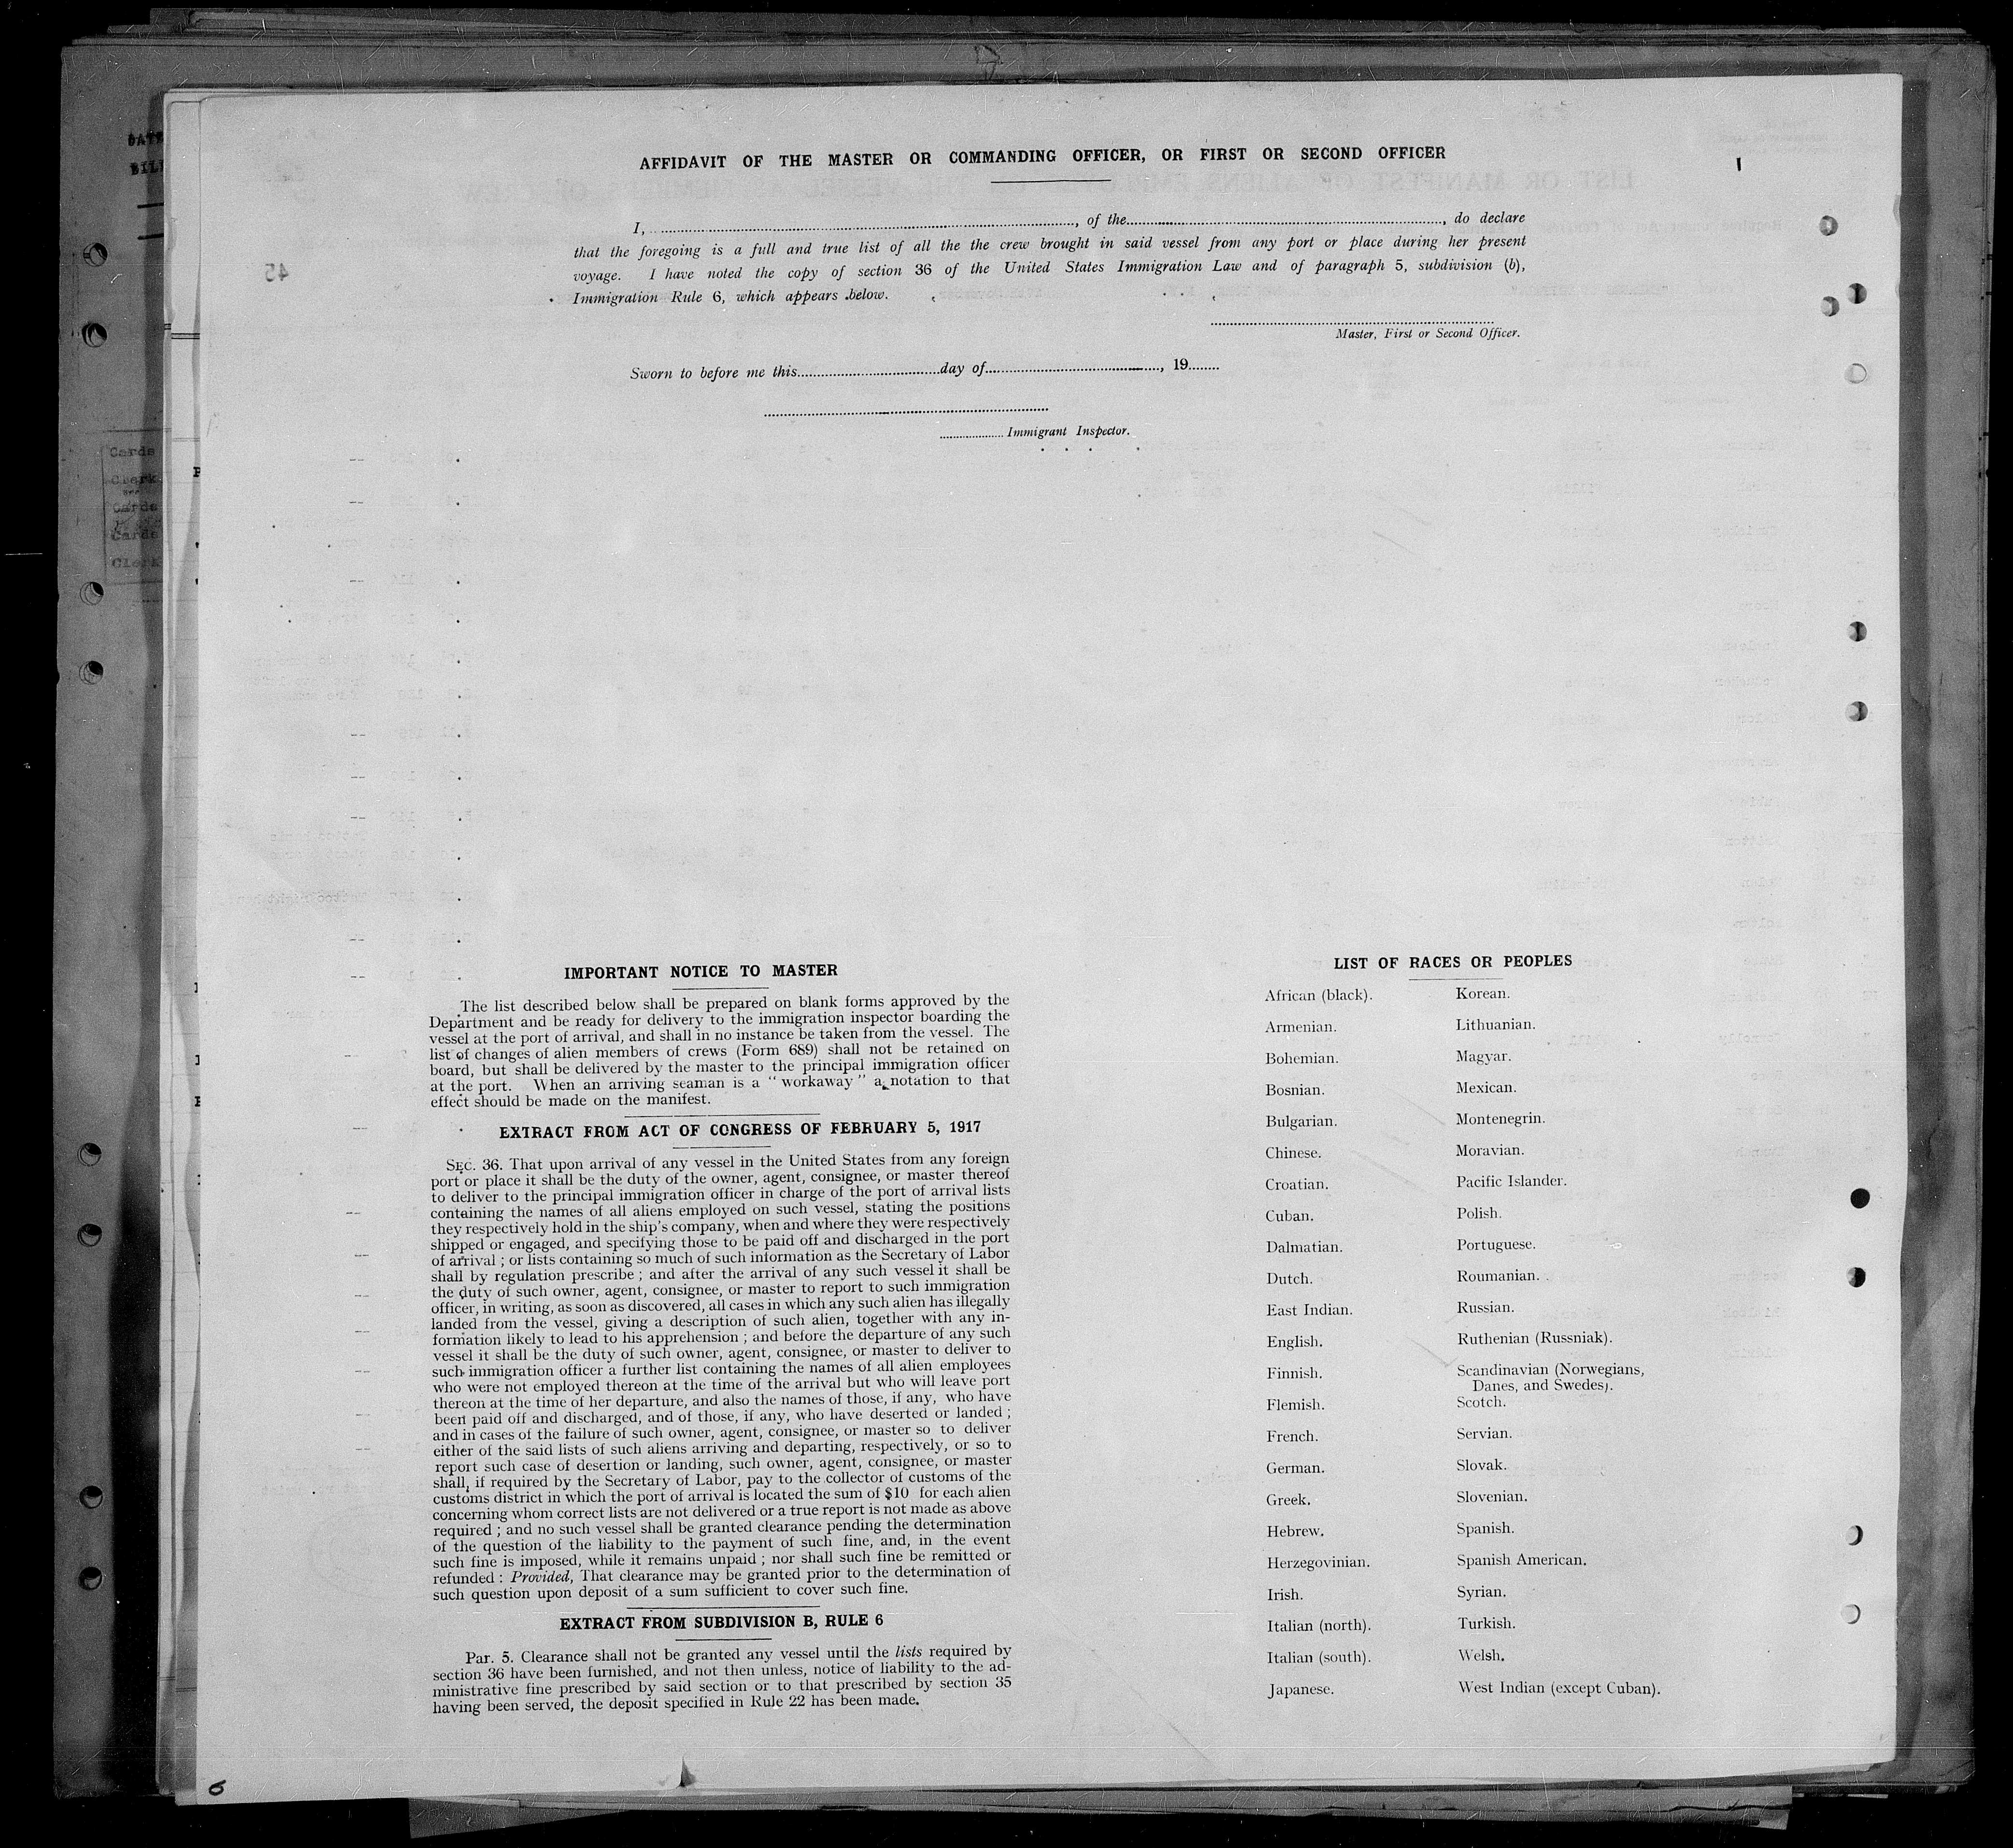 AFFIDAVIT OF THE MASTER OR COMMANDING OFFICER, OR FIRST OR SECOND OFFICER
I, ........, of the........, do declare
that the foregoing is a full and true list of all the the crew brought in said vessel from any port or place during her present
voyage. I have noted the copy of section 36 of the United States Immigration Law and of paragraph 5, subdivision (b),
Immigration Rule 6, which appears below.
Master, First or Second Officer.
Sworn to before me this........day of........, 19........
........Immigrant Inspector.
45
Cards
Clerk
Cards
Cards
Clerk
IMPORTANT NOTICE TO MASTER
The list described below shall be prepared on blank forms approved by the
Department and be ready for delivery to the immigration inspector boarding the
vessel at the port of arrival, and shall in no instance be taken from the vessel. The
list of changes of alien members of crews (Form 689) shall not be retained on
board, but shall be delivered by the master to the principal immigration officer
at the port. When an arriving seaman is a "workaway" a notation to that
effect should be made on the manifest.
EXTRACT FROM ACT OF CONGRESS OF FEBRUARY 5, 1917
SEC. 36. That upon arrival of any vessel in the United States from any foreign
port or place it shall be the duty of the owner, agent, consignee, or master thereof
to deliver to the principal immigration officer in charge of the port of arrival lists
containing the names of all aliens employed on such vessel, stating the positions
they respectively hold in the ship's company, when and where they were respectively
shipped or engaged, and specifying those to be paid off and discharged in the port
of arrival; or lists containing so much of such information as the Secretary of Labor
shall by regulation prescribe; and after the arrival of any such vessel it shall be
the duty of such owner, agent, consignee, or master to report to such immigration
officer, in writing, as soon as discovered, all cases in which any such alien has illegally
landed from the vessel, giving a description of such alien, together with any in-
formation likely to lead to his apprehension; and before the departure of any such
vessel it shall be the duty of such owner, agent, consignee, or master to deliver to
such immigration officer a further list containing the names of all alien employees
who were not employed thereon at the time of the arrival but who will leave port
thereon at the time of her departure, and also the names of those, if any, who have
been paid off and discharged, and of those, if any, who have deserted or landed;
and in cases of the failure of such owner, agent, consignee, or master so to deliver
either of the said lists of such aliens arriving and departing, respectively, or so to
report such case of desertion or landing, such owner, agent, consignee, or master
shall, if required by the Secretary of Labor, pay to the collector of customs of the
customs district in which the port of arrival is located the sum of $10 for each alien
concerning whom correct lists are not delivered or a true report is not made as above
required; and no such vessel shall be granted clearance pending the determination
of the question of the liability to the payment of such fine, and, in the event
such fine is imposed, while it remains unpaid; nor shall such fine be remitted or
refunded: Provided, That clearance may be granted prior to the determination of
such question upon deposit of a sum sufficient to cover such fine.
EXTRACT FROM SUBDIVISION B, RULE 6
Par. 5. Clearance shall not be granted any vessel until the lists required by
section 36 have been furnished, and not then unless, notice of liability to the ad-
ministrative fine prescribed by said section or to that prescribed by section 35
having been served, the deposit specified in Rule 22 has been made.
LIST OF RACES OR PEOPLES
African (black).
Armenian.
Bohemian.
Bosnian.
Bulgarian.
Chinese.
Croatian.
Cuban.
Dalmatian.
Dutch.
East Indian.
English.
Finnish.
Flemish.
French.
German.
Greek.
Hebrew.
Herzegovinian.
Irish.
Italian (north).
Italian (south).
Japanese.
Korean.
Lithuanian.
Magyar.
Mexican.
Montenegrin.
Moravian.
Pacific Islander.
Polish.
Portuguese.
Roumanian.
Russian.
Ruthenian (Russniak).
Scandinavian (Norwegians,
Danes, and Swedes).
Scotch.
Servian.
Slovak.
Slovenian.
Spanish.
Spanish American.
Syrian.
Turkish.
Welsh.
West Indian (except Cuban).